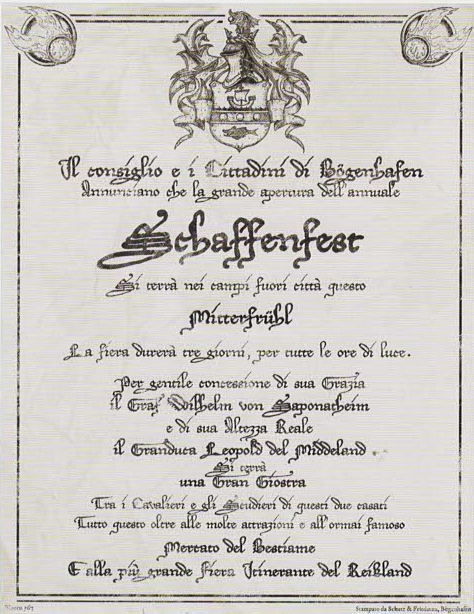 Il consiglio e i Cittadini di Bögenhafen
Annunciano che la grande apertura dell'annuale
Schaffenfest
Si terrà nei campi fuori città questo
Mitterfrühl
La fiera durerà tre giorni, per tutte le ore di luce.
Per gentile concessione di sua Grazia
il Graf Wilhelm von Saponatheim
e di sua Altezza Reale
il Granduca Leopold del Middeland
Si terrà
una Gran Giostra
Tra i Cavalieri e gli Scudieri di questi due casati
Tutto questo oltre alle molte attrazioni e all'ormai famoso
Mercato del Bestiame
E alla più grande Fiera Itinerante del Reikland
Stampato da Schutz & Friedman, Bögenhafen